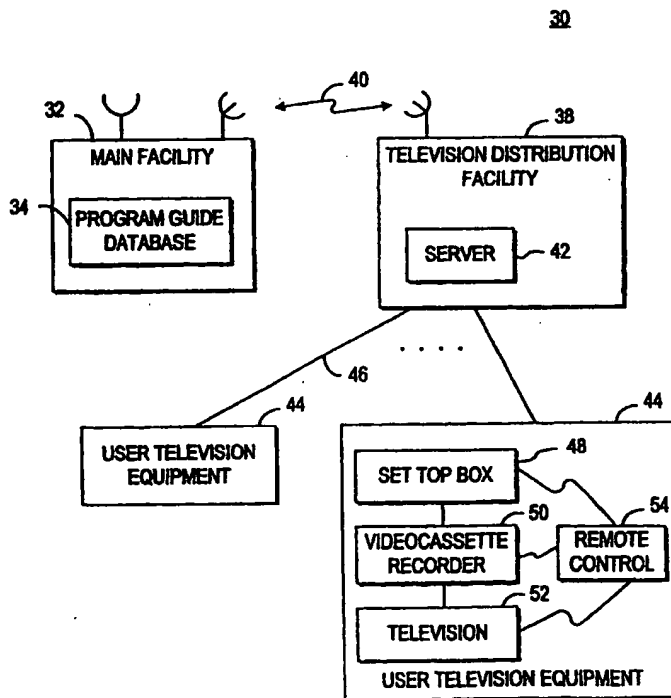 30
40
32
38
MAIN FACILITY
TELEVISION DISTRIBUTION
FACILITY
34
PROGRAM GUIDE
DATABASE
SERVER
42
46
44
44
USER TELEVISION
EQUIPMENT
48
SET TOP BOX
50
54
VIDEOCASSETTE
RECORDER
REMOTE
CONTROL
52
TELEVISION
USER TELEVISION EQUIPMENT